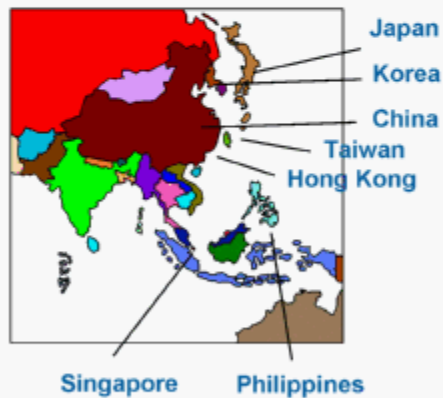 Japan
Korea
China
Taiwan
Hong Kong
Singapore
Philippines